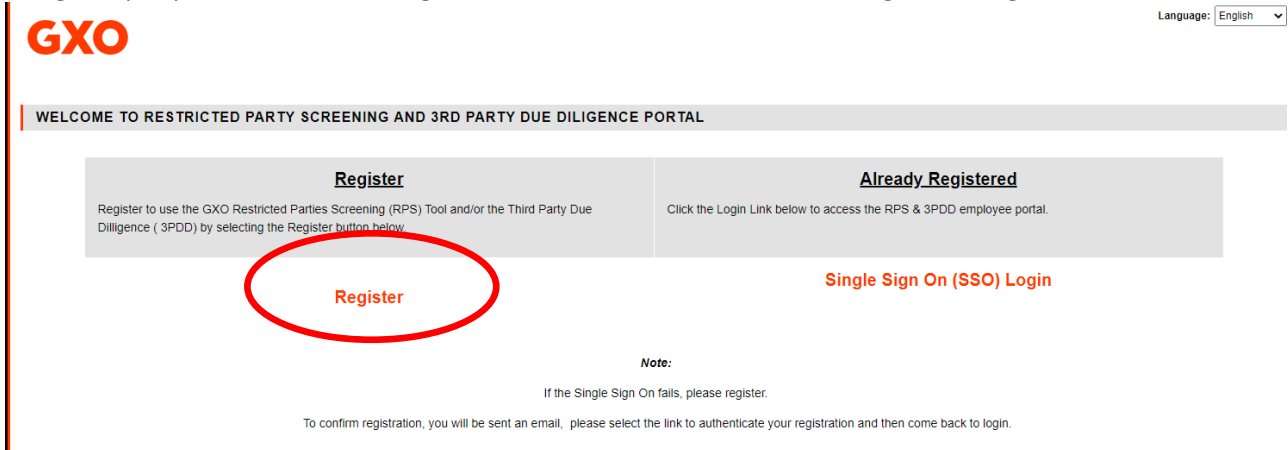 Language: English
GXO
WELCOME TO RESTRICTED PARTY SCREENING AND 3RD PARTY DUE DILIGENCE PORTAL
Register
Register to use the GXO Restricted Parties Screening (RPS) Tool and/or the Third Party Due
Dilligence ( 3PDD) by selecting the Register button below.
Already Registered
Click the Login Link below to access the RPS & 3PDD employee portal.
Register
Single Sign On (SSO) Login
Note:
If the Single Sign On fails, please register.
To confirm registration, you will be sent an email, please select the link to authenticate your registration and then come back to login.